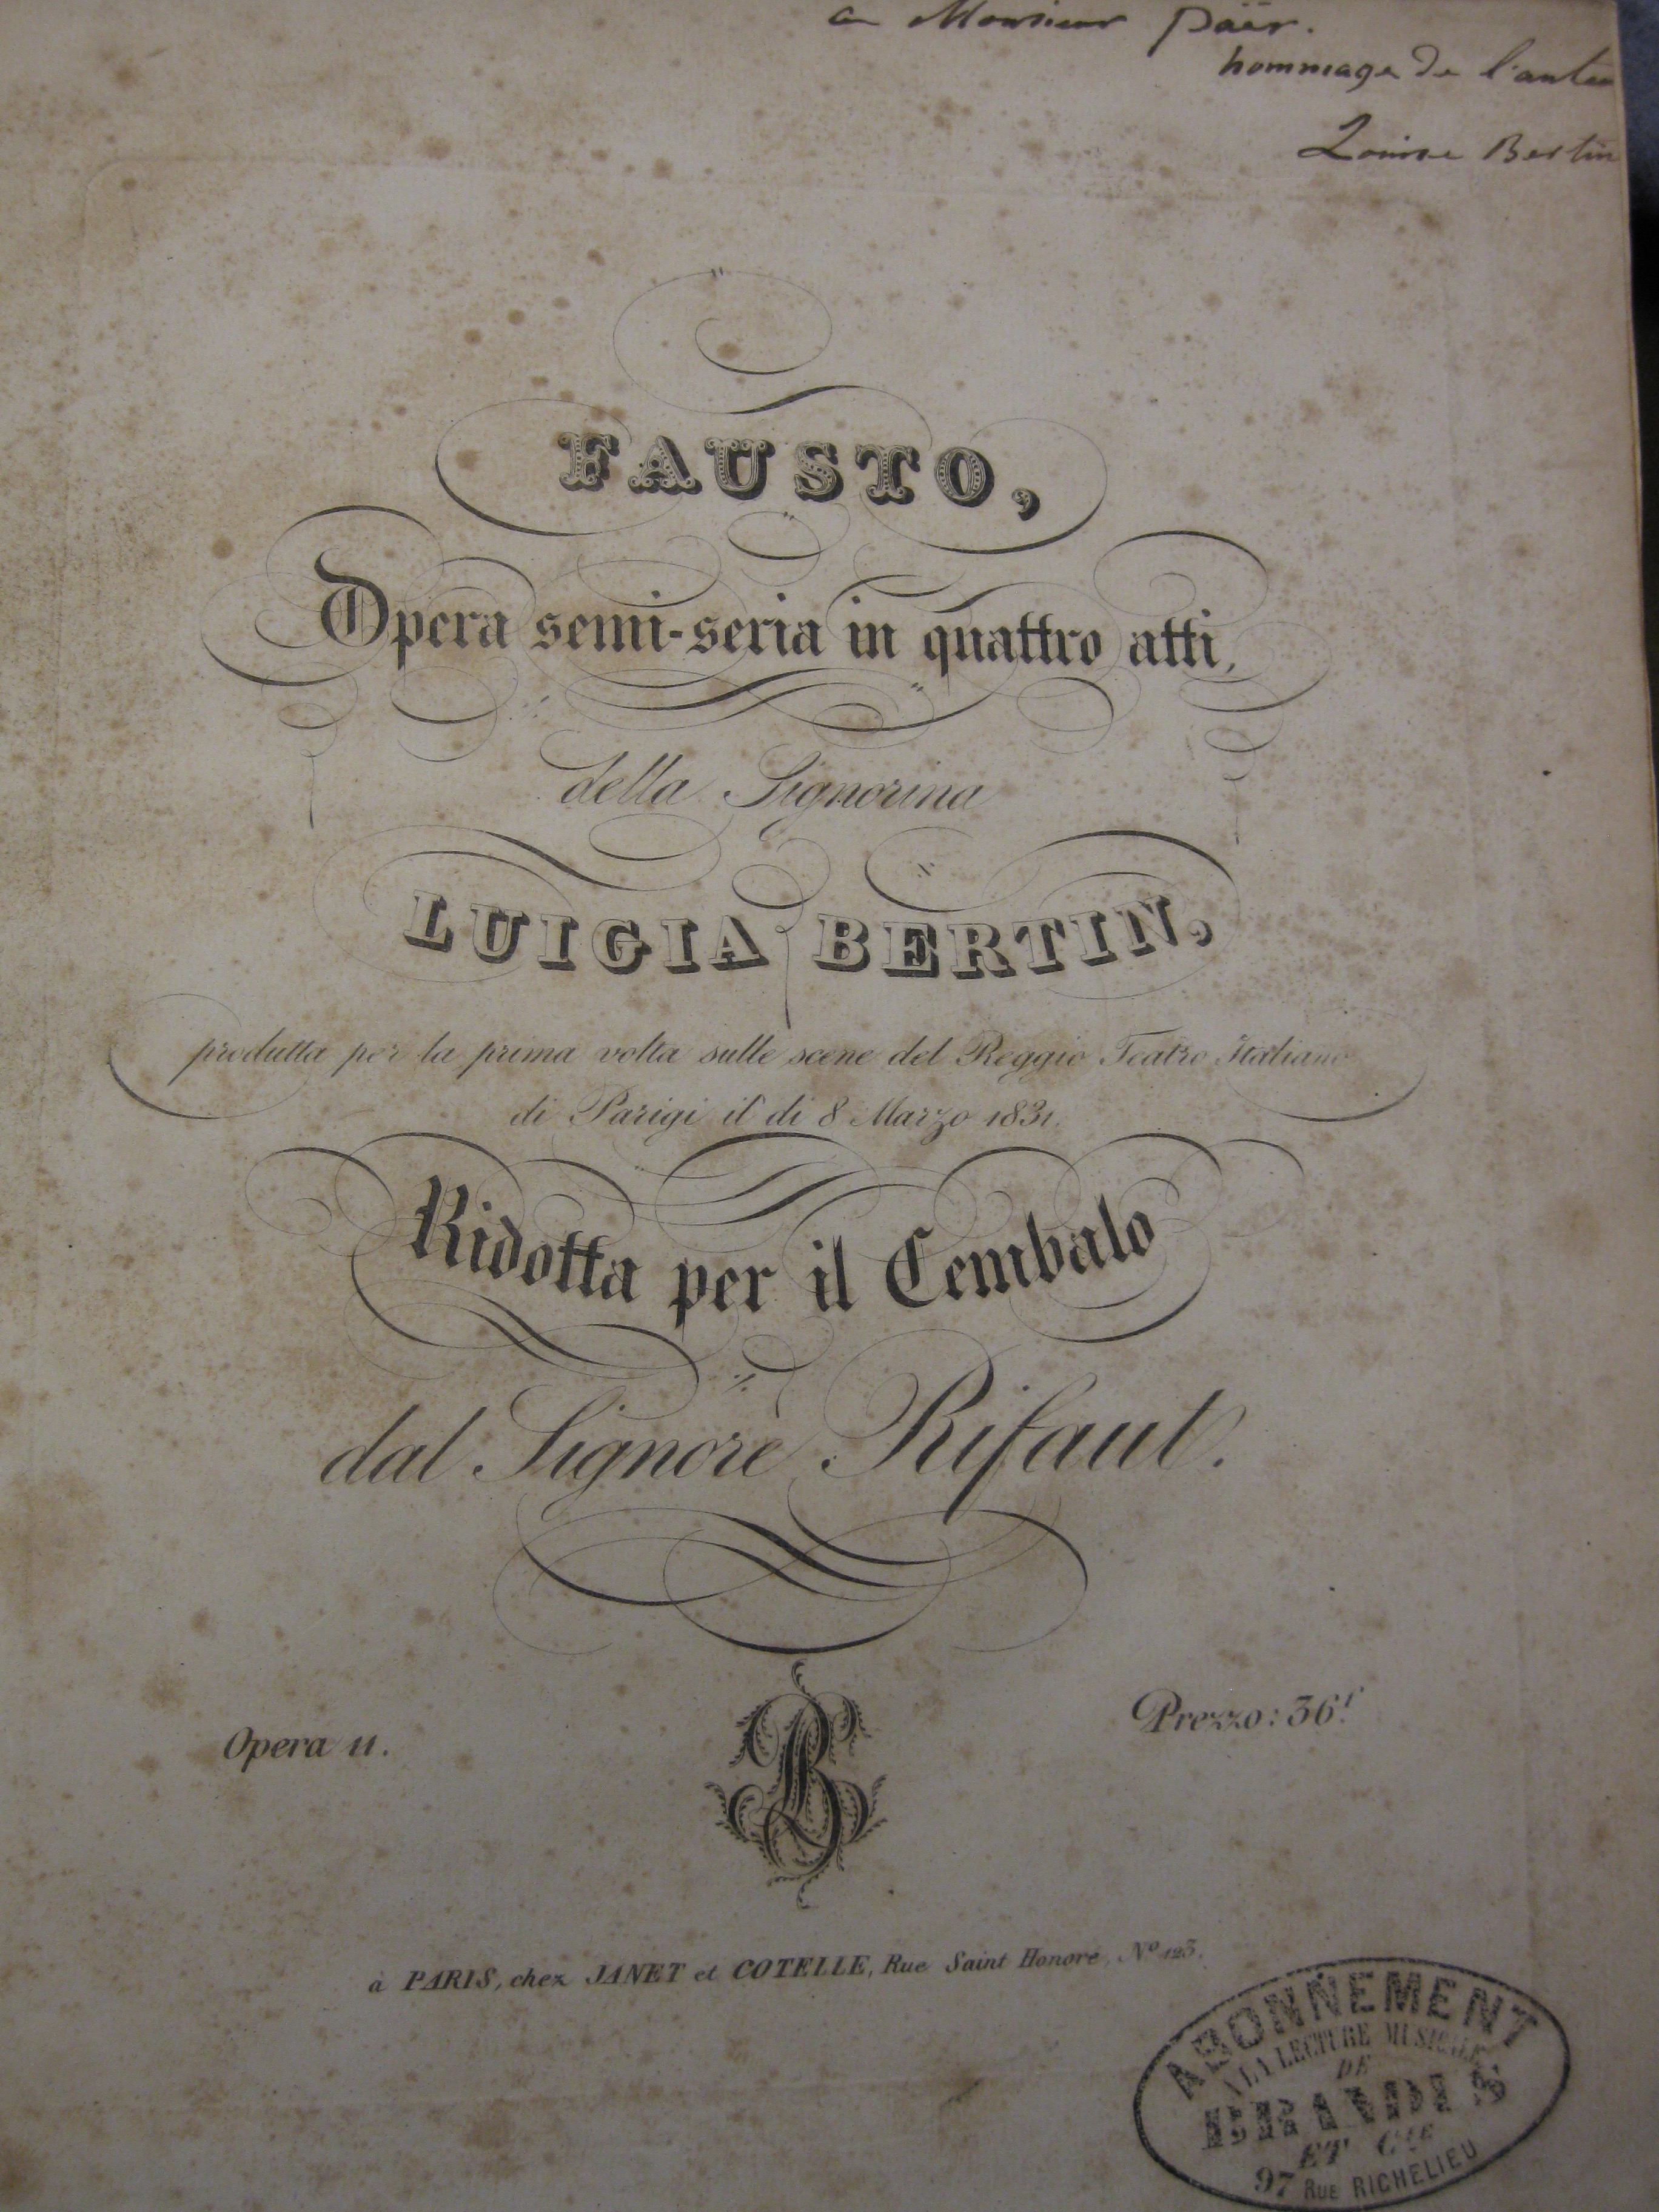 a Monsieur paër.
hommage de l'auteu
Louise Bertin
FAUSTO,
Opera semi-seria in quattro atti,
della Signorina
LUIGIA BERTIN,
produtta per la prima volta sulle scene del Reggio Teatro Italiano
di Parigi il di 8 Marzo 1831.
Ridotta per il Cembalo
dal Signore Rifaut.
Opera 11.
Prezzo: 36f.
B
à PARIS, chez JANET et COTELLE, Rue Saint Honoré, No 123.
ABONNEMENT
A LA LECTURE MUSICALE
DE
BRANDUS
ET CIE
97 RUE RICHELIEU